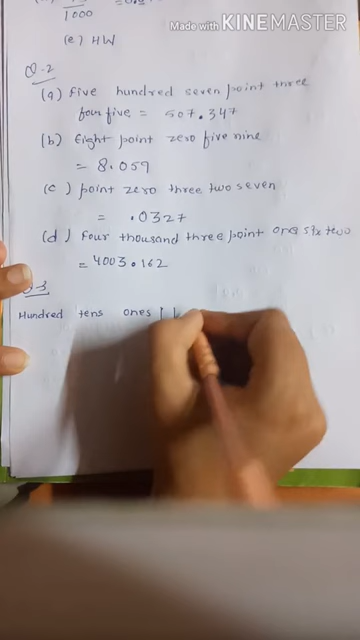 Made with KINEMASTER
1000
(e) HW
Q-2
(a) five hundred seven point three
four five = 507.347
(b) Eight point zero five nine
= 8.059
(c) point zero three two seven
= .0327
(d) four thousand three point one six two
= 4003.162
Hundred tens ones